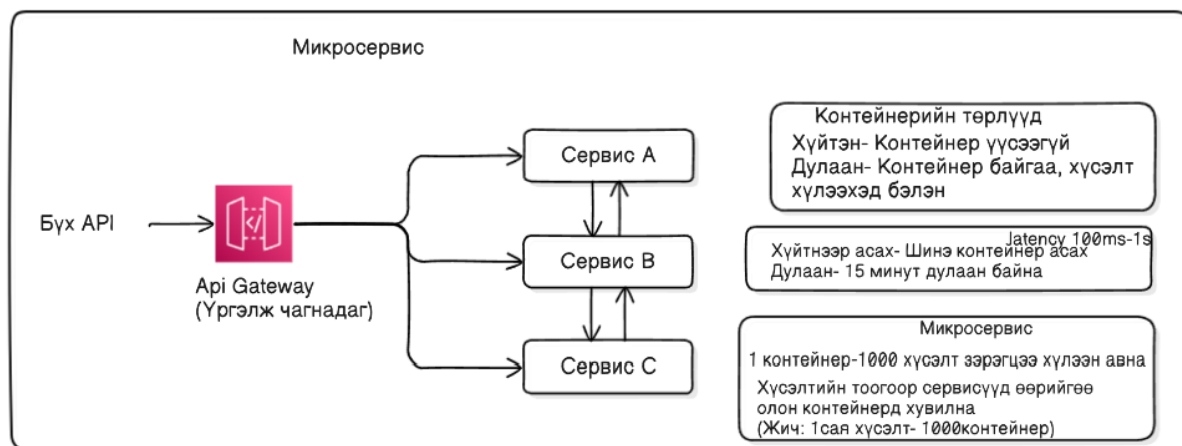 Микросервис
Бүх API
Api Gateway
(Үргэлж чагнадаг)
Сервис A
Сервис B
Сервис C
Контейнерийн төрлүүд
Хүйтэн- Контейнер үүсээгүй
Дулаан- Контейнер байгаа, хүсэлт
хүлээхэд бэлэн
latency 100ms-1s
Хүйтнээр асах- Шинэ контейнер асах
Дулаан- 15 минут дулаан байна
Микросервис
1 контейнер-1000 хүсэлт зэрэгцээ хүлээн авна
Хүсэлтийн тоогоор сервисүүд өөрийгөө
олон контейнерд хувилна
(Жич: 1сая хүсэлт- 1000контейнер)